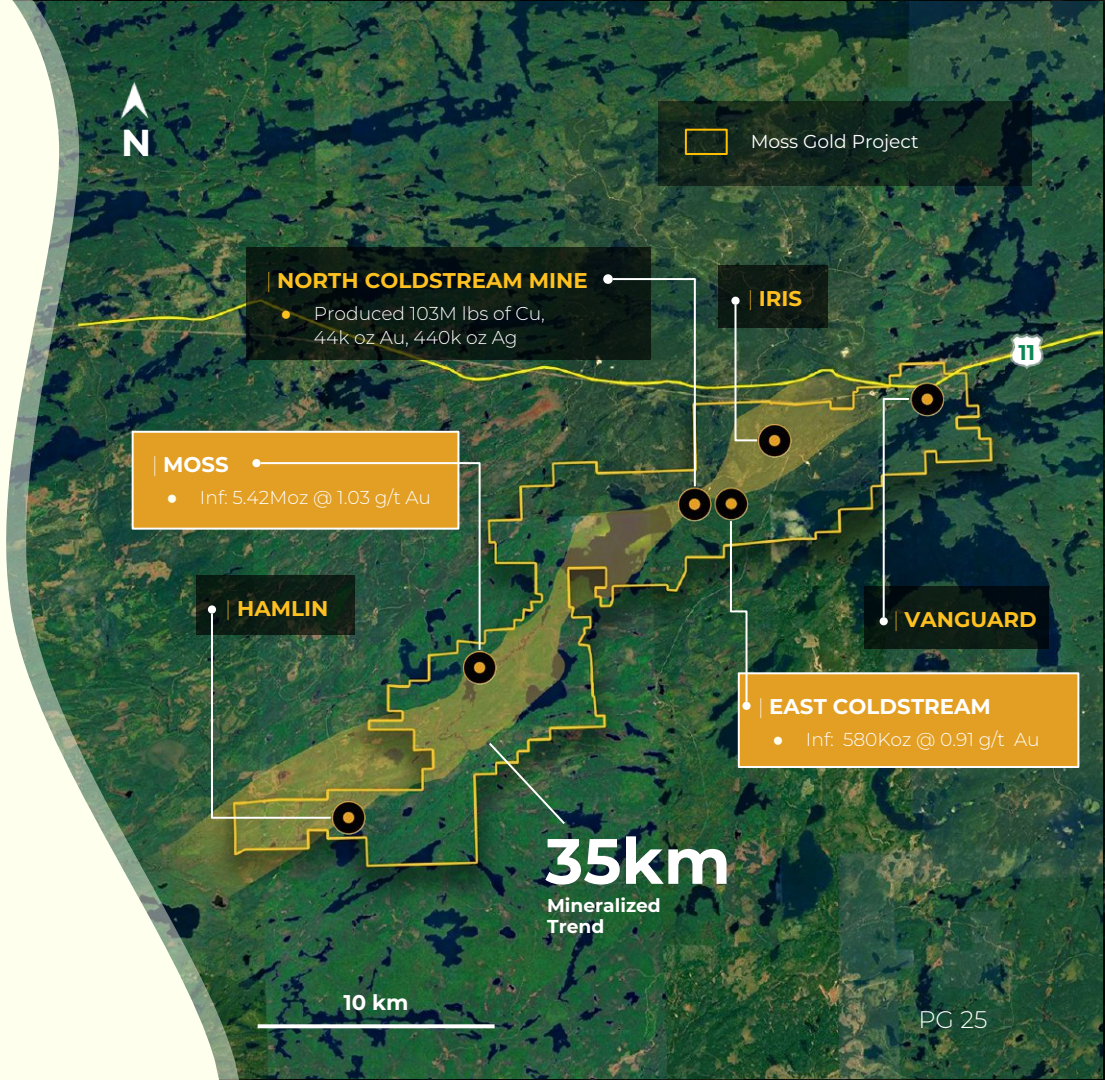 N
Moss Gold Project
NORTH COLDSTREAM MINE
• Produced 103M lbs of Cu,
44k oz Au, 440k oz Ag
IRIS
11
MOSS
• Inf: 5.42Moz @ 1.03 g/t Au
HAMLIN
VANGUARD
EAST COLDSTREAM
• Inf:  580Koz @ 0.91 g/t  Au
35km
Mineralized
Trend
10 km
PG 25